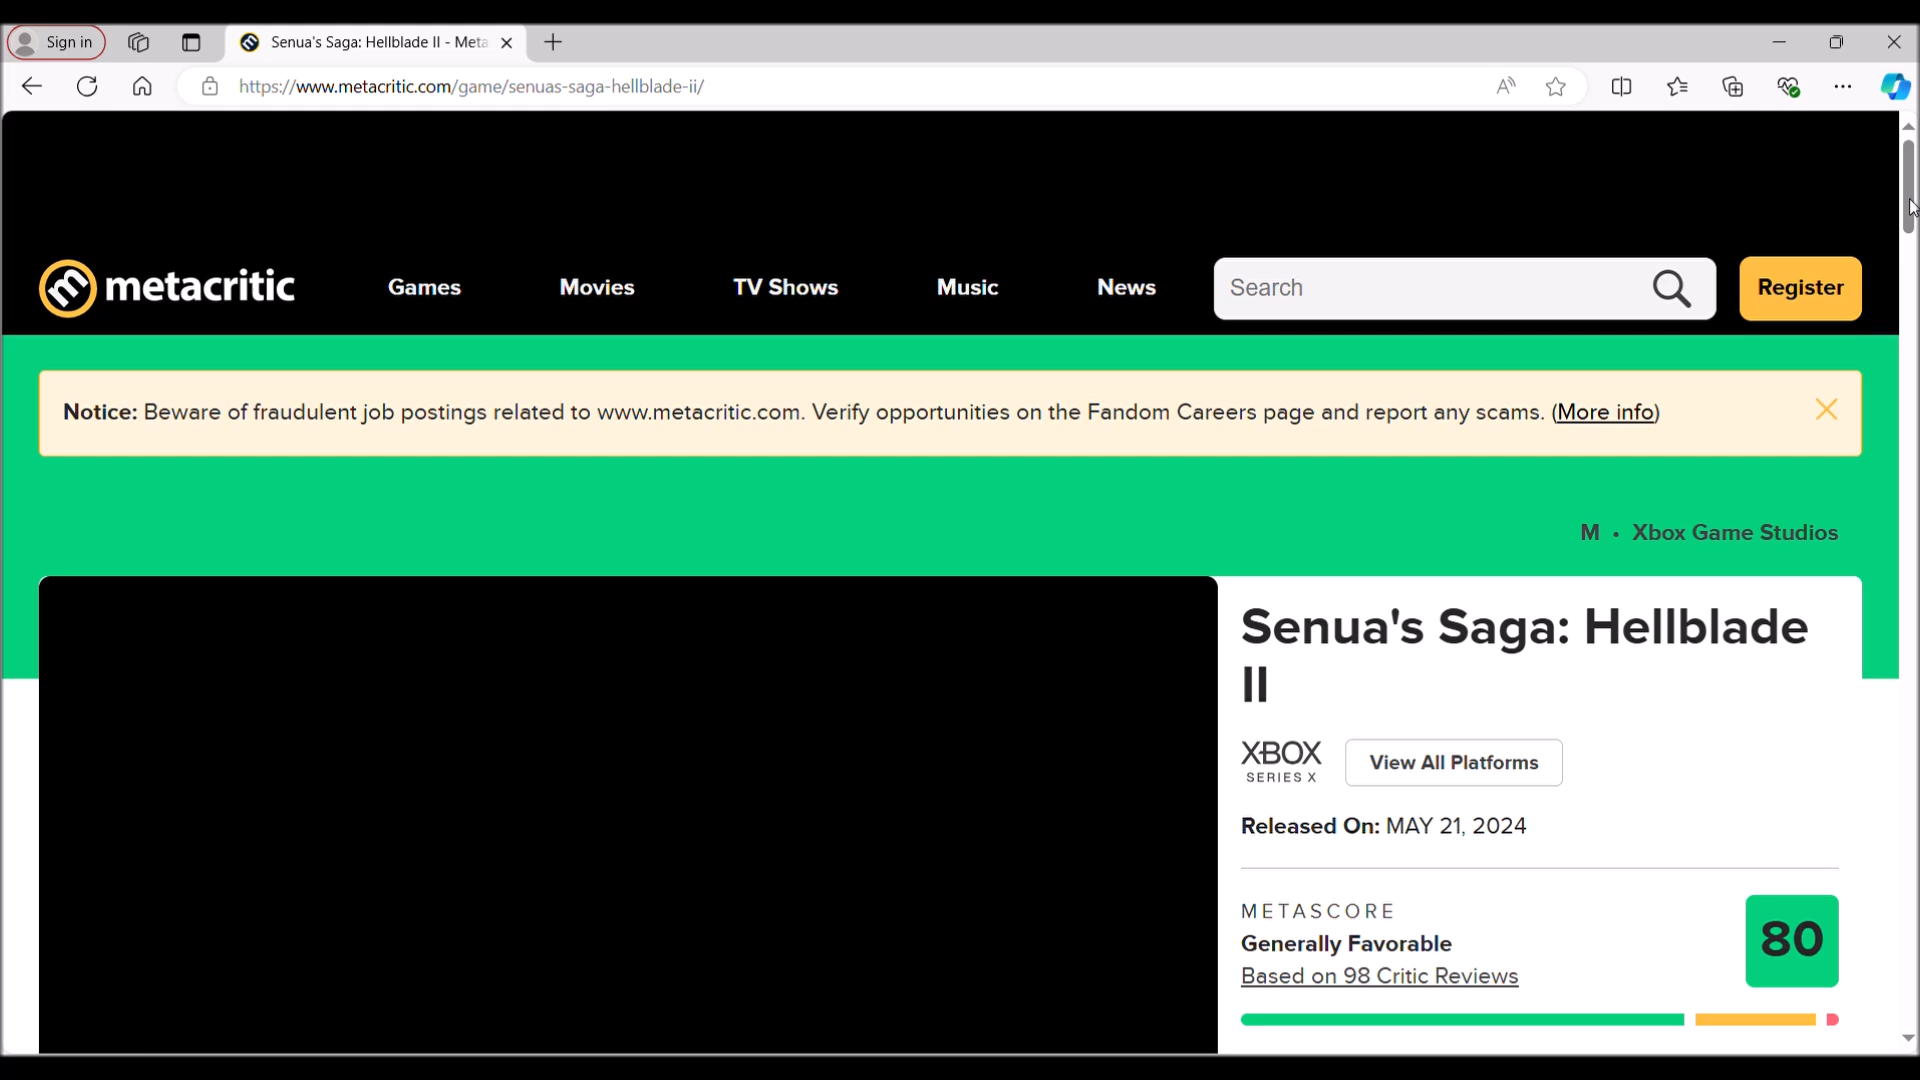 Sign in
Senua's Saga: Hellblade II - Meta
https://www.metacritic.com/game/senuas-saga-hellblade-ii/
metacritic
Games
Movies
TV Shows
Music
News
Search
Register
Notice: Beware of fraudulent job postings related to www.metacritic.com. Verify opportunities on the Fandom Careers page and report any scams. (More info)
M • Xbox Game Studios
Senua's Saga: Hellblade
II
XBOX
SERIES X
View All Platforms
Released On: MAY 21, 2024
METASCORE
Generally Favorable
Based on 98 Critic Reviews
80